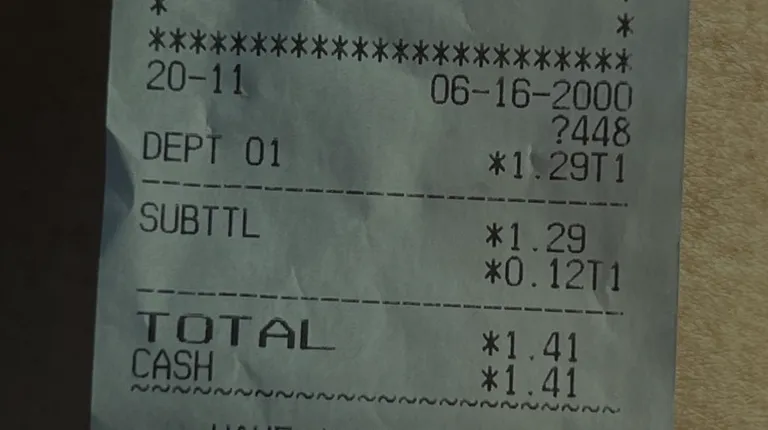 * *
************************
20-11 06-16-2000
?448
DEPT 01 *1.29T1
SUBTTL *1.29
*0.12T1
TOTAL *1.41
CASH *1.41
~~~~~~~~~~~~~~~~~~~~~~~~